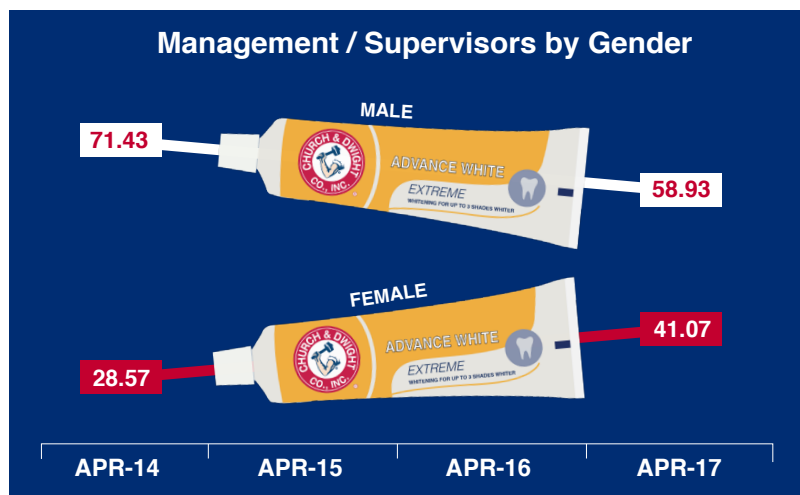 Management / Supervisors by Gender
MALE
71.43
CHURCH & DWIGHT
CO., INC.
ADVANCE WHITE
EXTREME
WHITENING FOR UP TO 3 SHADES WHITER
58.93
FEMALE
28.57
CHURCH & DWIGHT
CO., INC.
ADVANCE WHITE
EXTREME
WHITENING FOR UP TO 3 SHADES WHITER
41.07
APR-14 APR-15 APR-16 APR-17